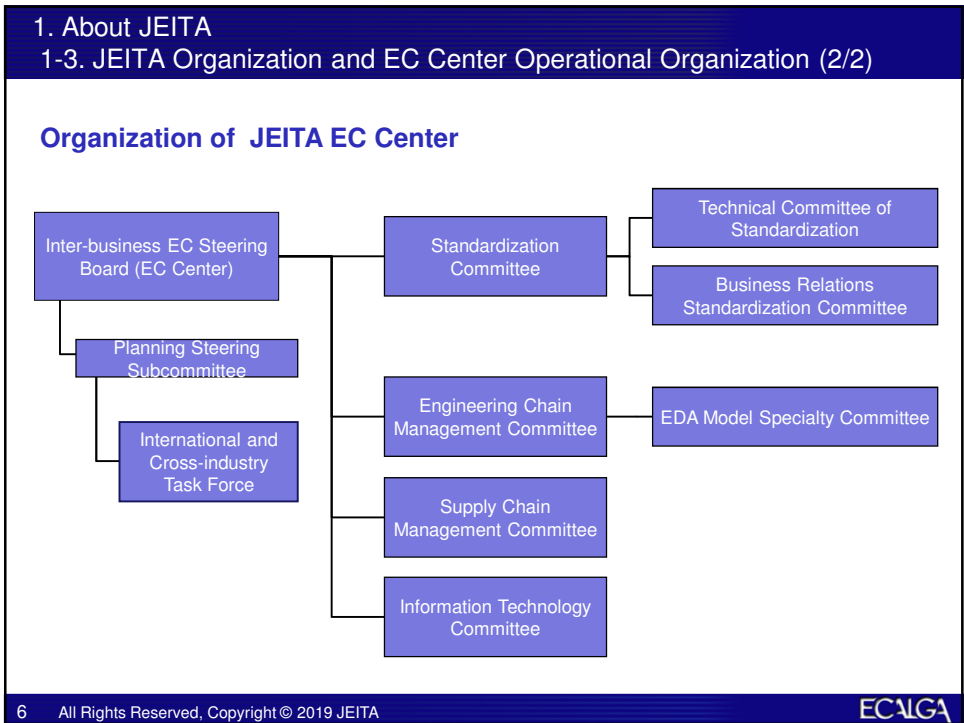 1. About JEITA
1-3. JEITA Organization and EC Center Operational Organization (2/2)
Organization of JEITA EC Center
Inter-business EC Steering
Board (EC Center)
Planning Steering
Subcommittee
International and
Cross-industry
Task Force
Standardization
Committee
Technical Committee of
Standardization
Business Relations
Standardization Committee
Engineering Chain
Management Committee
EDA Model Specialty Committee
Supply Chain
Management Committee
Information Technology
Committee
6 All Rights Reserved, Copyright © 2019 JEITA
ECALGA